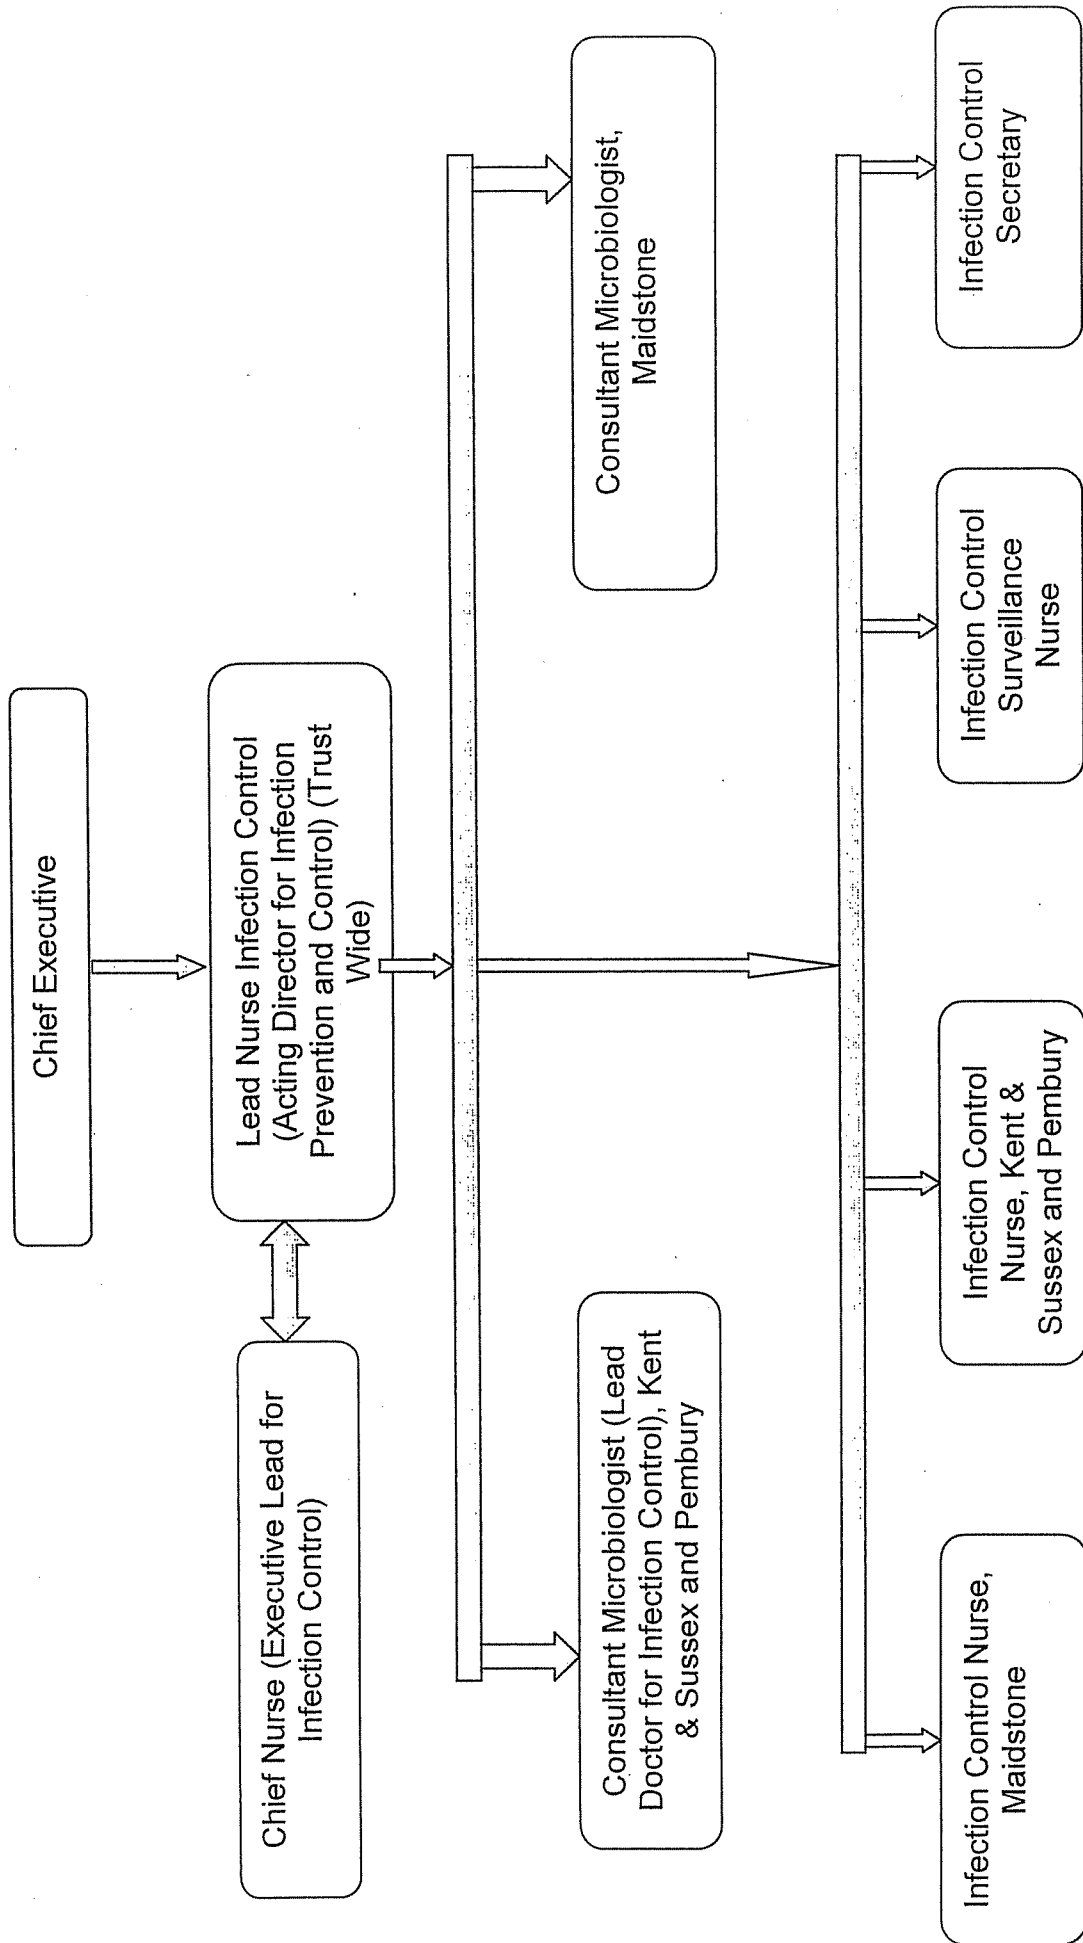 Chief Executive
Chief Nurse (Executive Lead for
Infection Control)
Lead Nurse Infection Control
(Acting Director for Infection
Prevention and Control) (Trust
Wide)
Consultant Microbiologist (Lead
Doctor for Infection Control), Kent
& Sussex and Pembury
Consultant Microbiologist,
Maidstone
Infection Control Nurse,
Maidstone
Infection Control
Nurse, Kent &
Sussex and Pembury
Infection Control
Surveillance
Nurse
Infection Control
Secretary